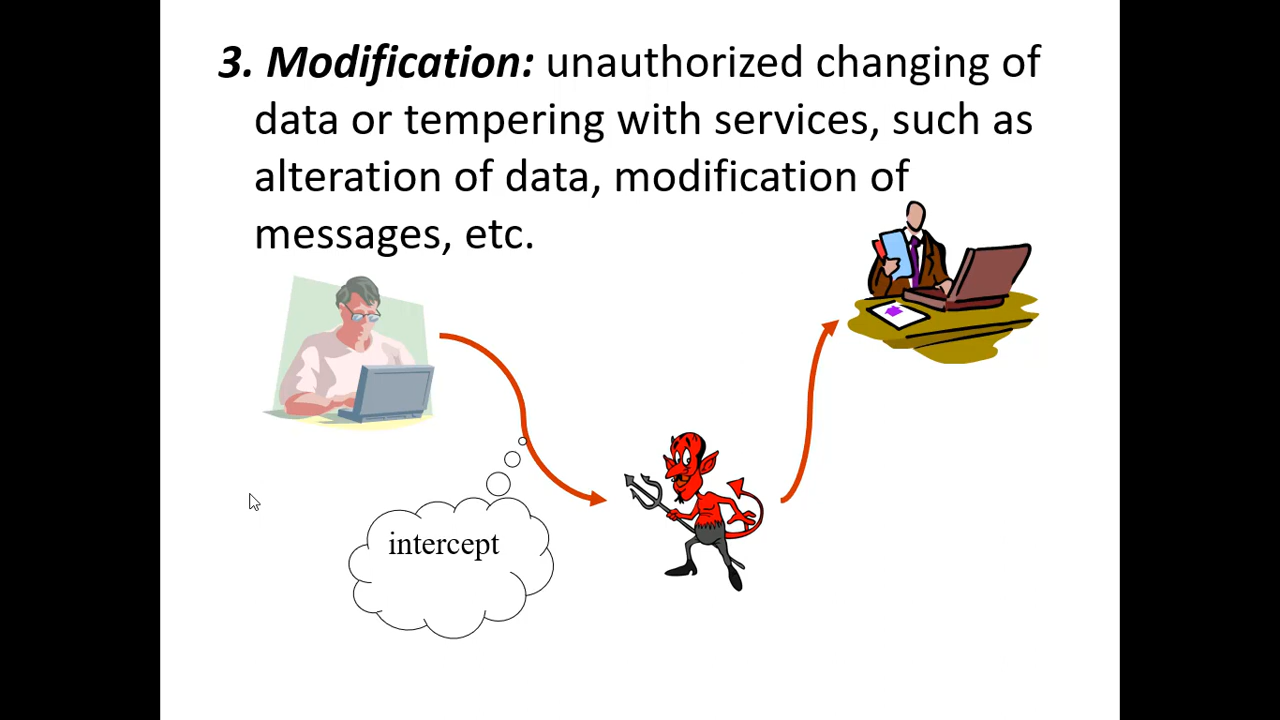 3. Modification: unauthorized changing of
data or tempering with services, such as
alteration of data, modification of
messages, etc.
intercept